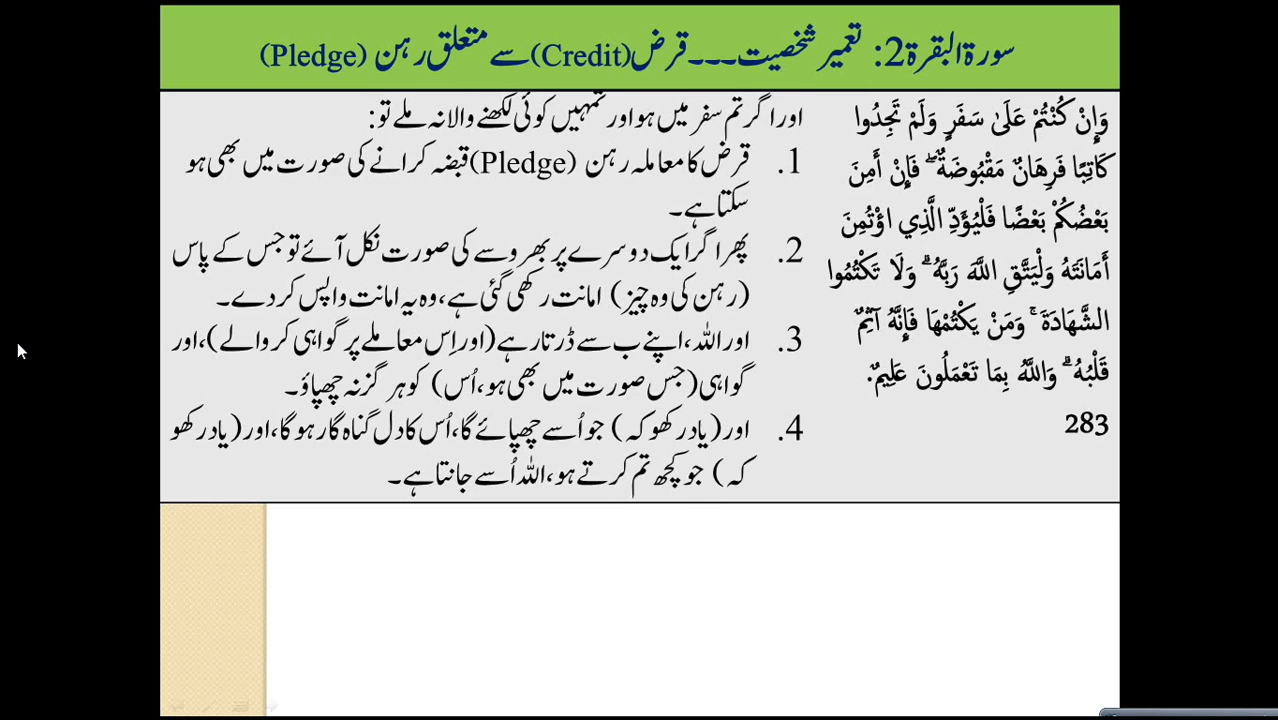 سورۃ البقرۃ 2: تعمیر شخصیت۔۔۔قرض(Credit)سے متعلق رہن (Pledge)
وَإِنْ كُنْتُمْ عَلَىٰ سَفَرٍ وَلَمْ تَجِدُوا
كَاتِبًا فَرِهَانٌ مَقْبُوضَةٌ ۖ فَإِنْ أَمِنَ
بَعْضُكُمْ بَعْضًا فَلْيُؤَدِّ الَّذِي اؤْتُمِنَ
أَمَانَتَهُ وَلْيَتَّقِ اللَّهَ رَبَّهُ ۗ وَلَا تَكْتُمُوا
الشَّهَادَةَ ۚ وَمَنْ يَكْتُمْهَا فَإِنَّهُ آثِمٌ
قَلْبُهُ ۗ وَاللَّهُ بِمَا تَعْمَلُونَ عَلِيمٌ.
283
اور اگر تم سفر میں ہو اور تمہیں کوئی لکھنے والا نہ ملے تو:
1. قرض کا معاملہ رہن (Pledge)قبضہ کرانے کی صورت میں بھی ہو
سکتا ہے۔
2. پھر اگر ایک دوسرے پر بھروسے کی صورت نکل آئے تو جس کے پاس
(رہن کی وہ چیز) امانت رکھی گئی ہے، وہ یہ امانت واپس کر دے۔
3. اور اللہ، اپنے ب سے ڈرتا رہے (اور اِس معاملے پر گواہی کروالے)، اور
گواہی (جس صورت میں بھی ہو، اُس) کو ہر گز نہ چھپاؤ۔
4. اور (یاد رکھو کہ) جو اُسے چھپائے گا، اُس کا دل گناہ گار ہو گا، اور (یاد رکھو
کہ) جو کچھ تم کرتے ہو، اللہ اُسے جانتا ہے۔